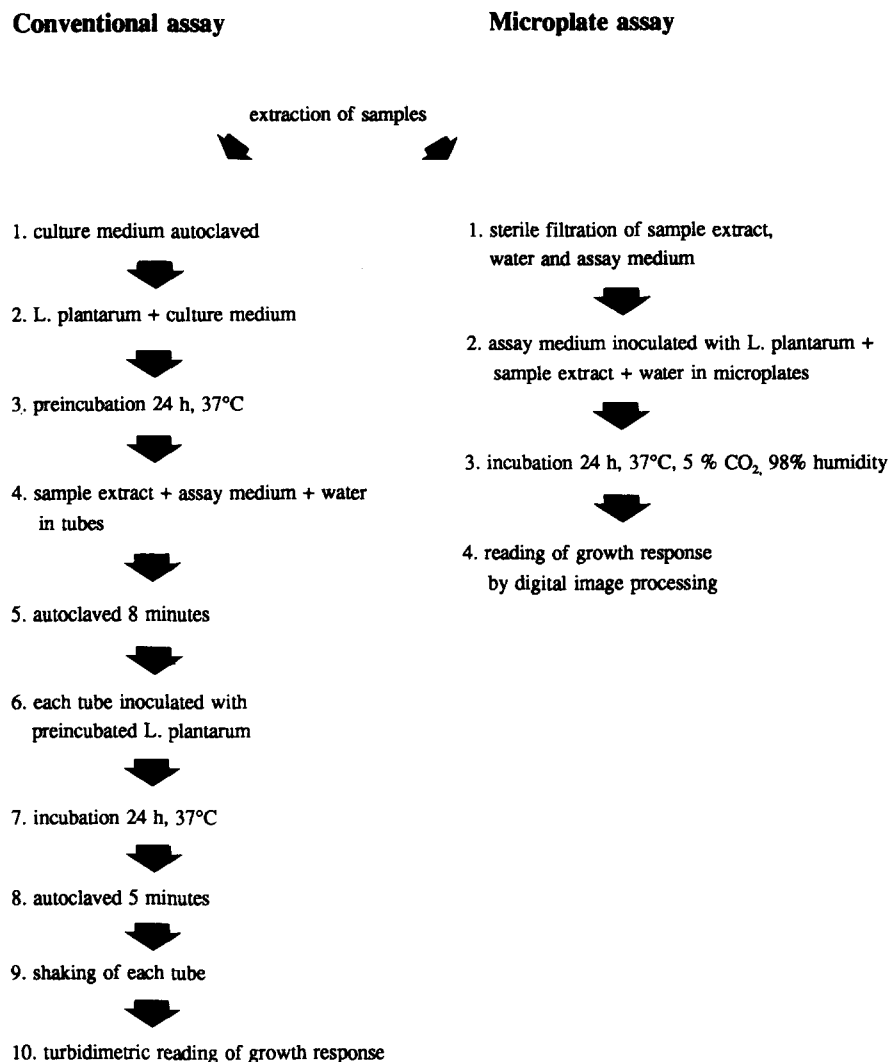 Conventional assay
Microplate assay
extraction of samples
1. culture medium autoclaved
2. L. plantarum + culture medium
3. preincubation 24 h, 37°C
4. sample extract + assay medium + water
in tubes
5. autoclaved 8 minutes
6. each tube inoculated with
preincubated L. plantarum
7. incubation 24 h, 37°C
8. autoclaved 5 minutes
9. shaking of each tube
10. turbidimetric reading of growth response
1. sterile filtration of sample extract,
water and assay medium
2. assay medium inoculated with L. plantarum +
sample extract + water in microplates
3. incubation 24 h, 37°C, 5 % CO₂, 98% humidity
4. reading of growth response
by digital image processing